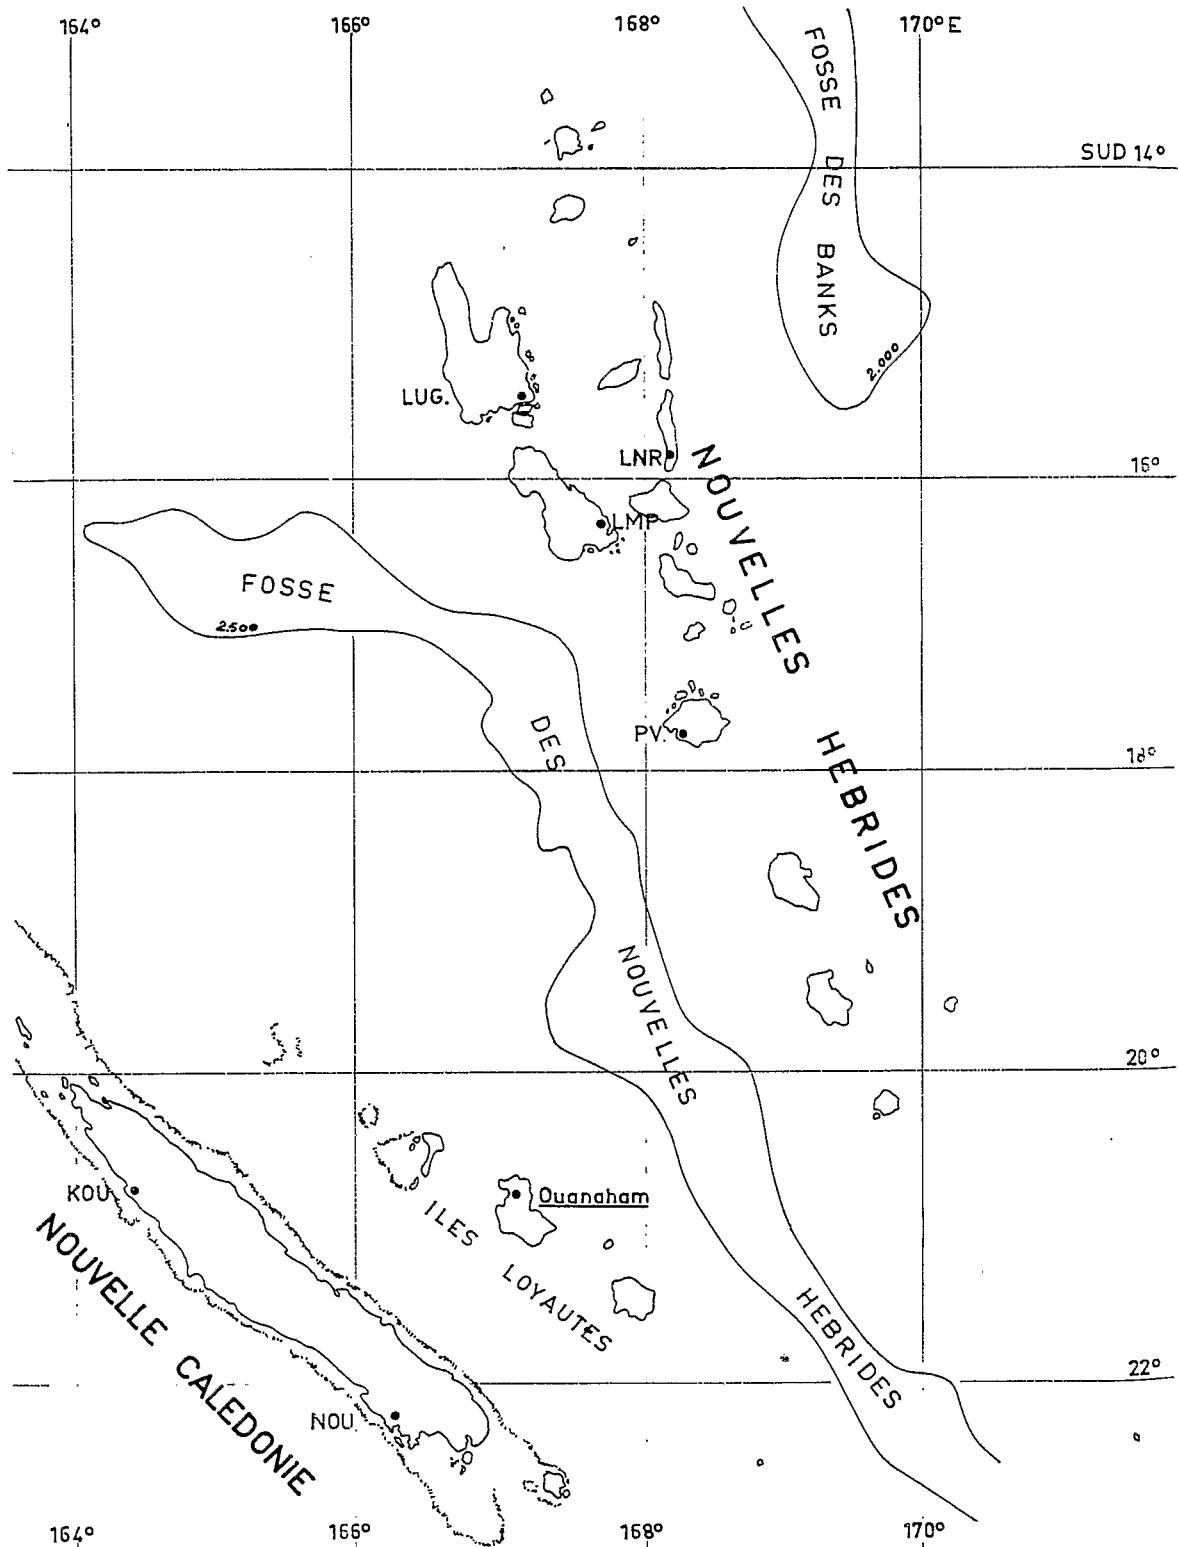 164° 166° 168° 170° E
FOSSE DES BANKS
SUD 14°
2.000
LUG.
LNR
16°
LMP
NOUVELLES HEBRIDES
FOSSE
2.500
DES
PV.
18°
NOUVELLES
20°
KOU
Ouanaham
ILES
LOYAUTES
NOUVELLE CALEDONIE
HEBRIDES
22°
NOU
164° 166° 168° 170°